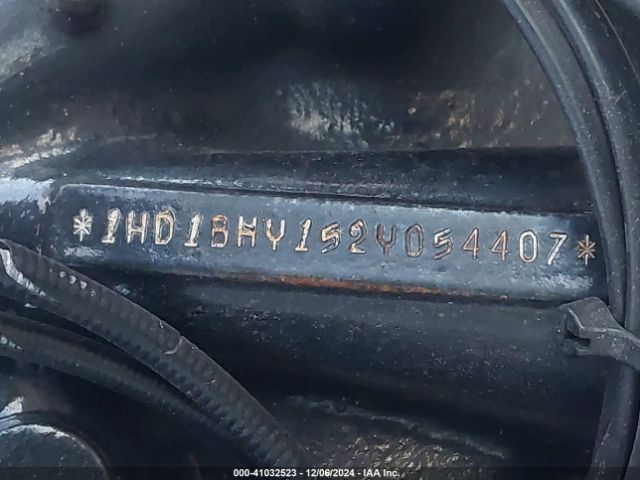 *1HD1BHY152Y054407*
000-41032523 - 12/06/2024 - IAA Inc.